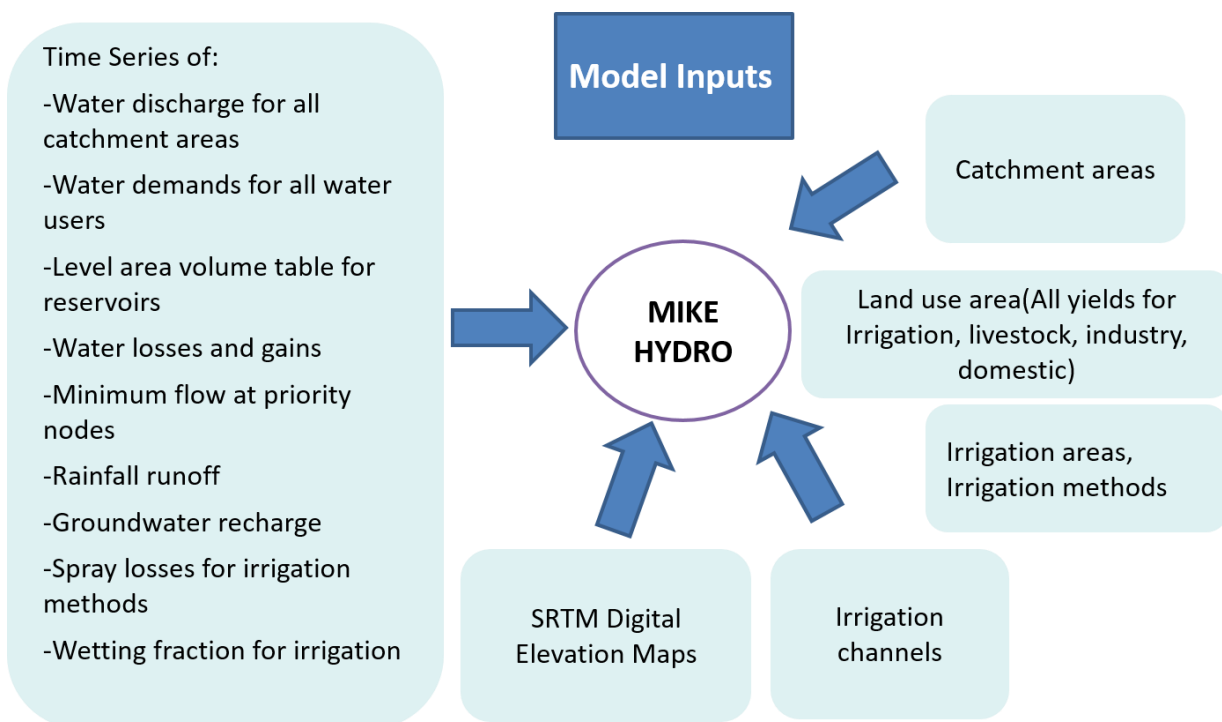 Time Series of:
-Water discharge for all
catchment areas
-Water demands for all water
users
-Level area volume table for
reservoirs
-Water losses and gains
-Minimum flow at priority
nodes
-Rainfall runoff
-Groundwater recharge
-Spray losses for irrigation
methods
-Wetting fraction for irrigation
Model Inputs
MIKE
HYDRO
Catchment areas
Land use area(All yields for
Irrigation, livestock, industry,
domestic)
Irrigation areas,
Irrigation methods
SRTM Digital
Elevation Maps
Irrigation
channels